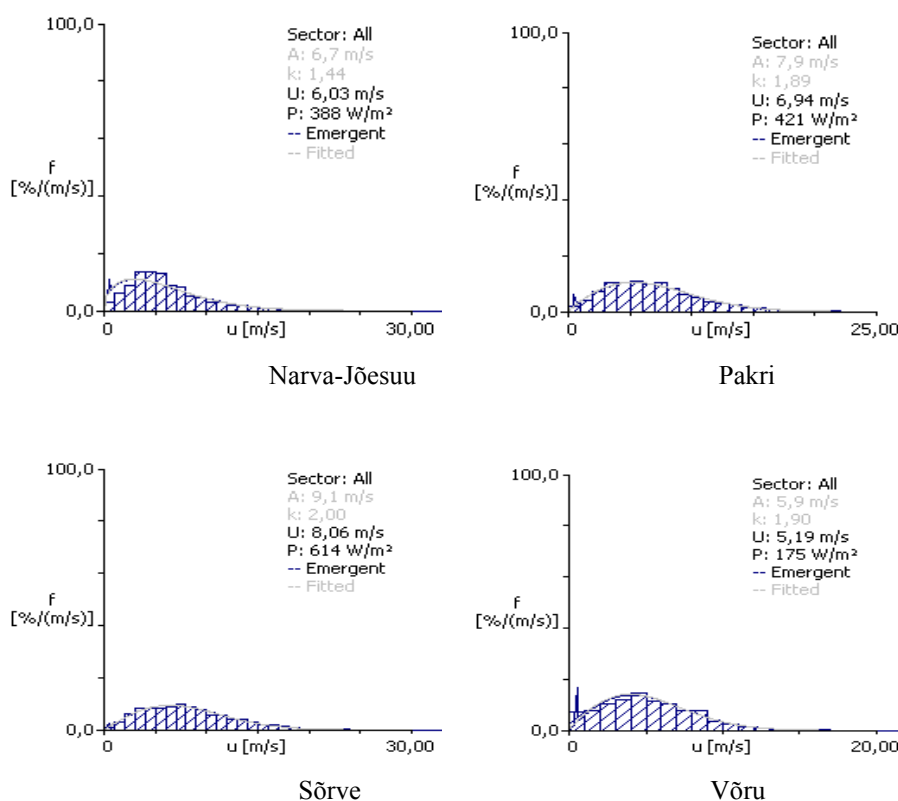 100,0
Sector: All
A: 6,7 m/s
k: 1,44
U: 6,03 m/s
P: 388 W/m²
-- Emergent
-- Fitted
f
[%/(m/s)]
0,0
0
u [m/s]
30,00
Narva-Jõesuu
100,0
Sector: All
A: 7,9 m/s
k: 1,89
U: 6,94 m/s
P: 421 W/m²
-- Emergent
-- Fitted
f
[%/(m/s)]
0,0
0
u [m/s]
25,00
Pakri
100,0
Sector: All
A: 9,1 m/s
k: 2,00
U: 8,06 m/s
P: 614 W/m²
-- Emergent
-- Fitted
f
[%/(m/s)]
0,0
0
u [m/s]
30,00
Sõrve
100,0
Sector: All
A: 5,9 m/s
k: 1,90
U: 5,19 m/s
P: 175 W/m²
-- Emergent
-- Fitted
f
[%/(m/s)]
0,0
0
u [m/s]
20,00
Võru